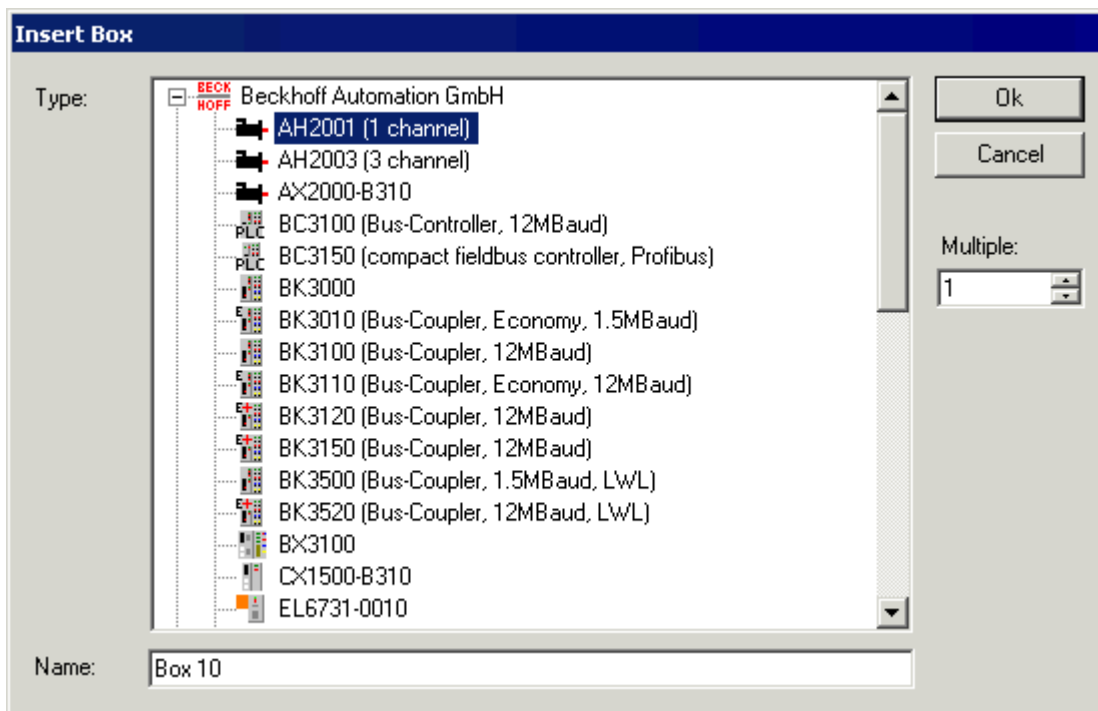 Insert Box
Type:
BECK
HOFF
Beckhoff Automation GmbH
AH2001 (1 channel)
AH2003 (3 channel)
AX2000-B310
PLC
BC3100 (Bus-Controller, 12MBaud)
PLC
BC3150 (compact fieldbus controller, Profibus)
BK3000
E
BK3010 (Bus-Coupler, Economy, 1.5MBaud)
BK3100 (Bus-Coupler, 12MBaud)
E
BK3110 (Bus-Coupler, Economy, 12MBaud)
E+
BK3120 (Bus-Coupler, 12MBaud)
E+
BK3150 (Bus-Coupler, 12MBaud)
BK3500 (Bus-Coupler, 1.5MBaud, LWL)
E+
BK3520 (Bus-Coupler, 12MBaud, LWL)
BX3100
CX1500-B310
EL6731-0010
Ok
Cancel
Multiple:
1
Name:
Box 10